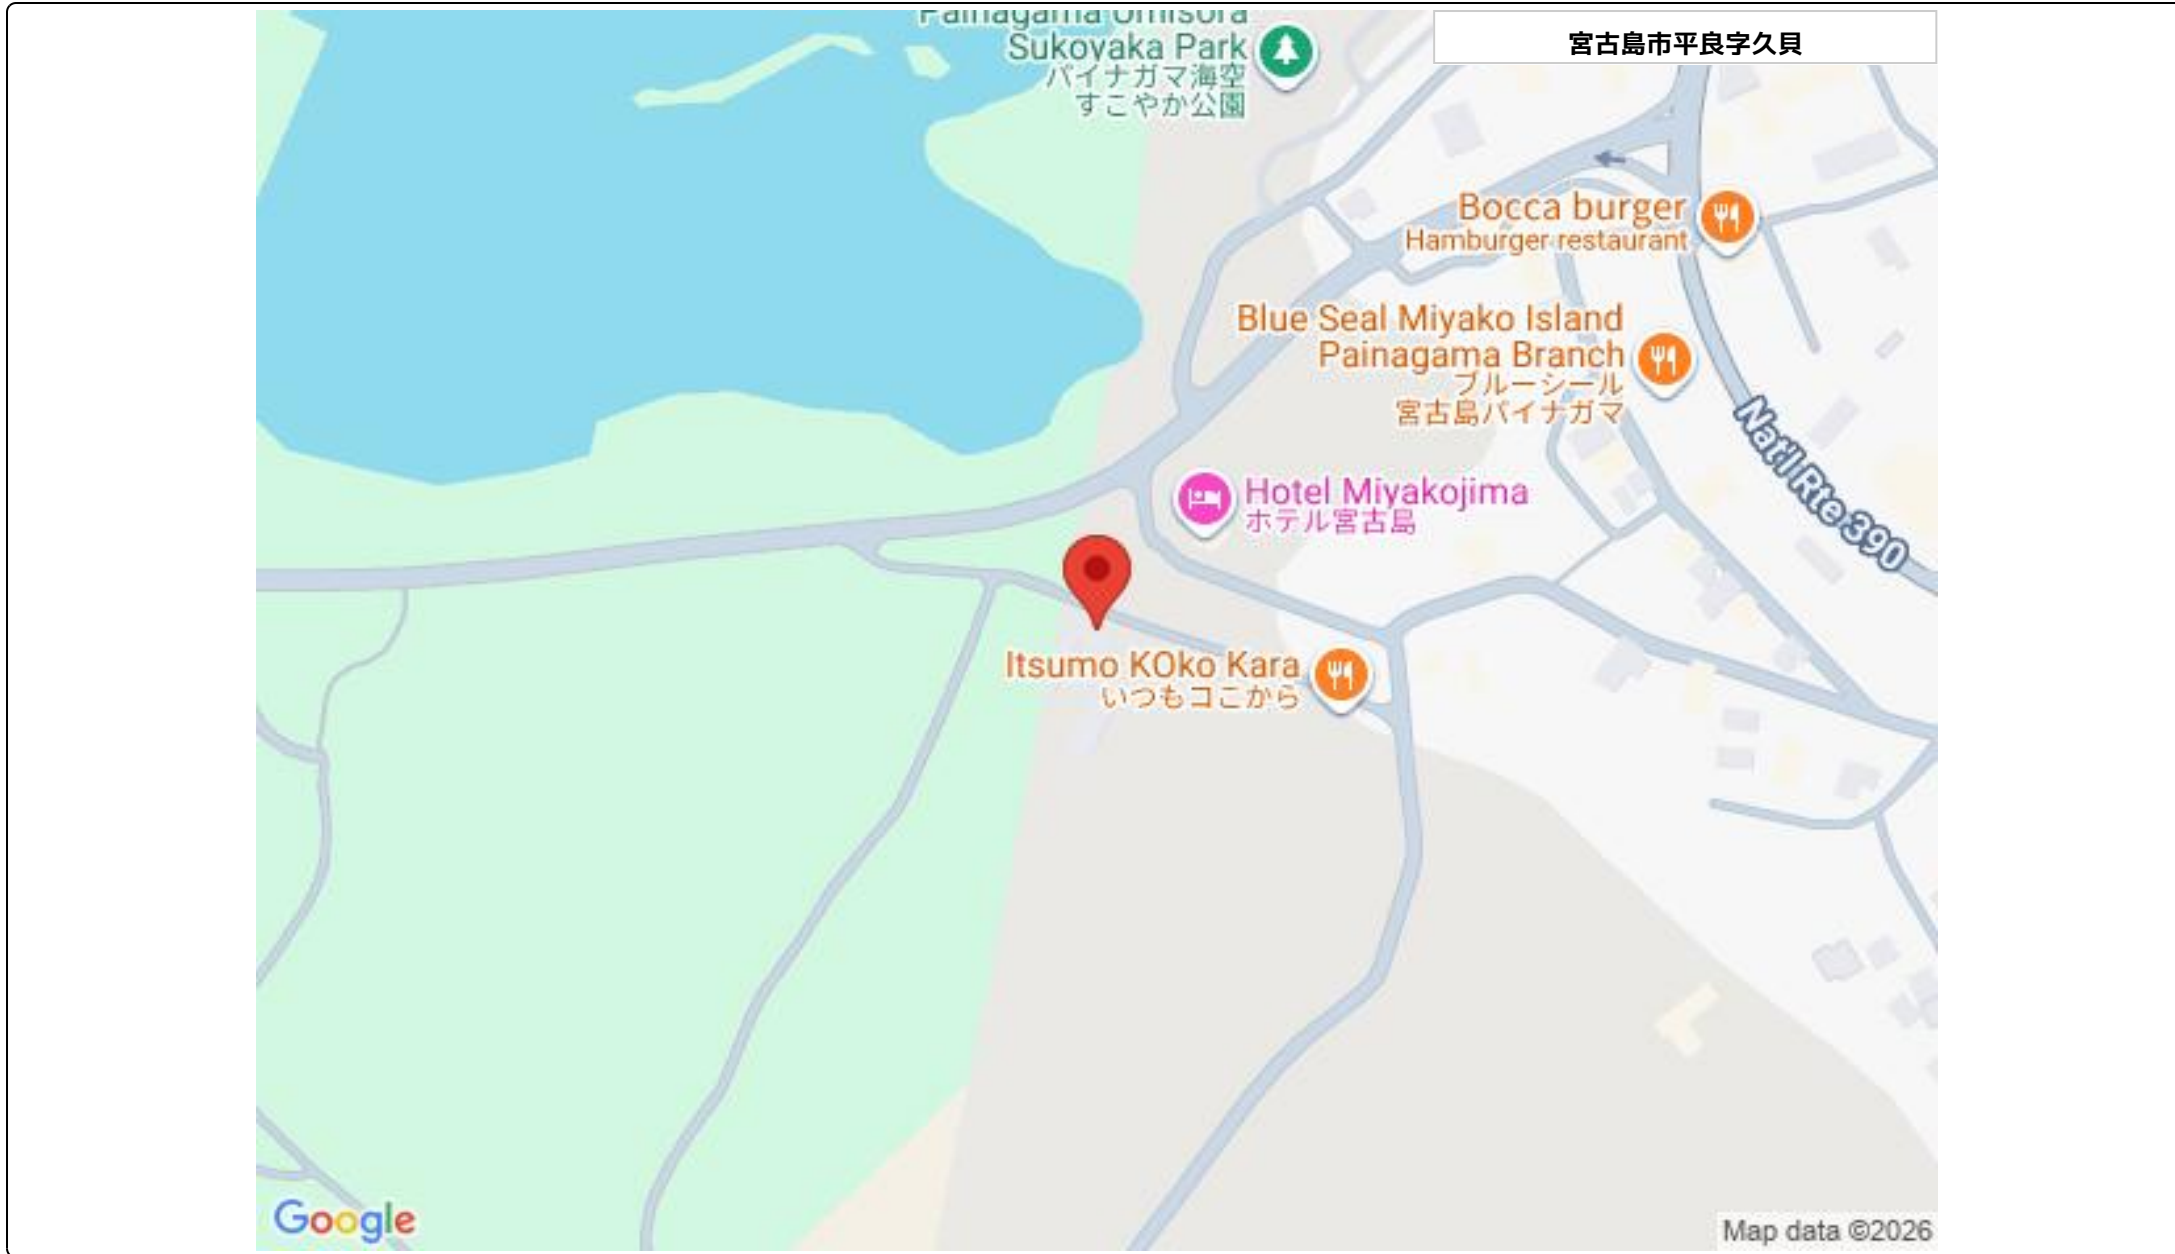 Painagama Umisora
Sukoyaka Park
パイナガマ海空
すこやか公園
宮古島市平良字久貝
Bocca burger
Hamburger restaurant
Blue Seal Miyako Island
Painagama Branch
ブルーシール
宮古島パイナガマ
Nat'l Rte 390
Hotel Miyakojima
ホテル宮古島
Itsumo KOko Kara
いつもコこから
Google
Map data ©2026